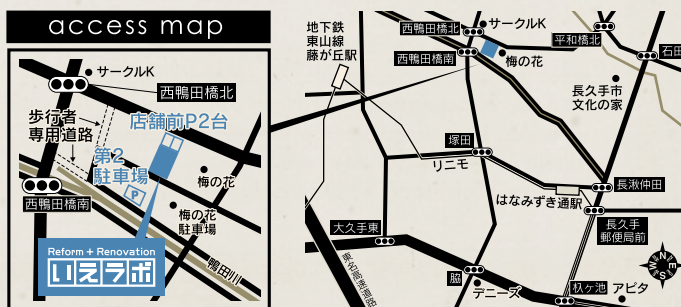 access map
サークルK
西鴨田橋北
歩行者
専用道路
店舗前P2台
第2
駐車場
P
梅の花
西鴨田橋南
梅の花
駐車場
鴨田川
Reform + Renovation
いえラボ
地下鉄
東山線
藤が丘駅
西鴨田橋北
サークルK
平和橋北
石田
西鴨田橋南
梅の花
長久手市
文化の家
塚田
リニモ
長湫仲田
はなみずき通駅
大久手東
長久手
郵便局前
東名高速道路
脇
デニーズ
杁ヶ池
アピタ
N
E
S
W